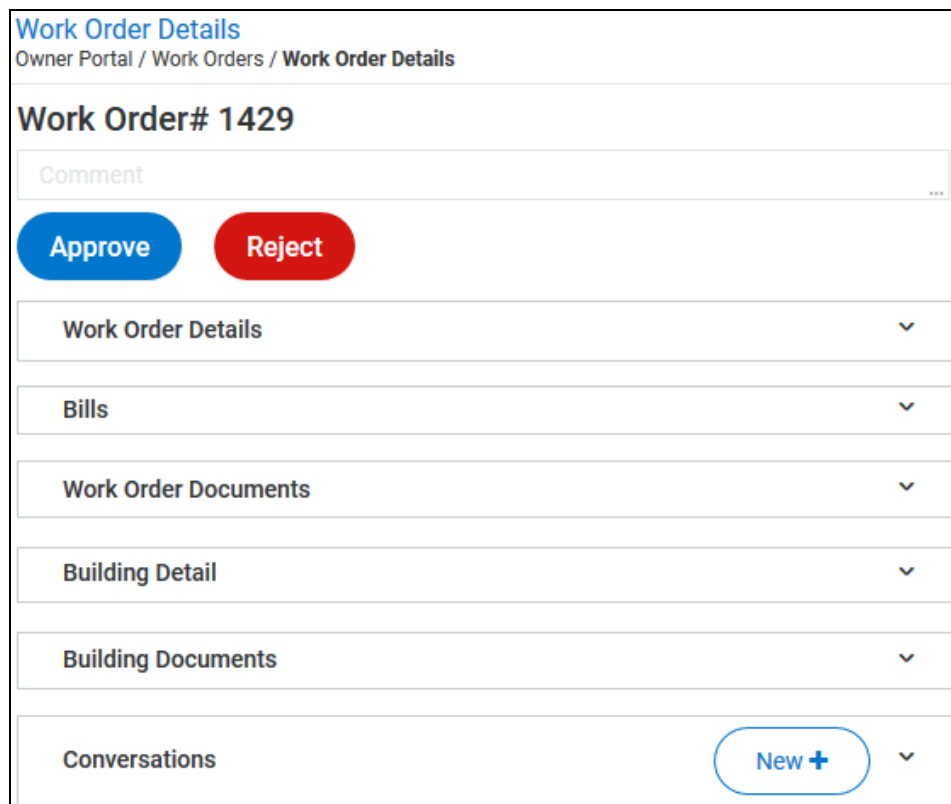 Work Order Details
Owner Portal / Work Orders / Work Order Details
Work Order# 1429
Comment
...
Approve Reject
Work Order Details
Bills
Work Order Documents
Building Detail
Building Documents
Conversations New +